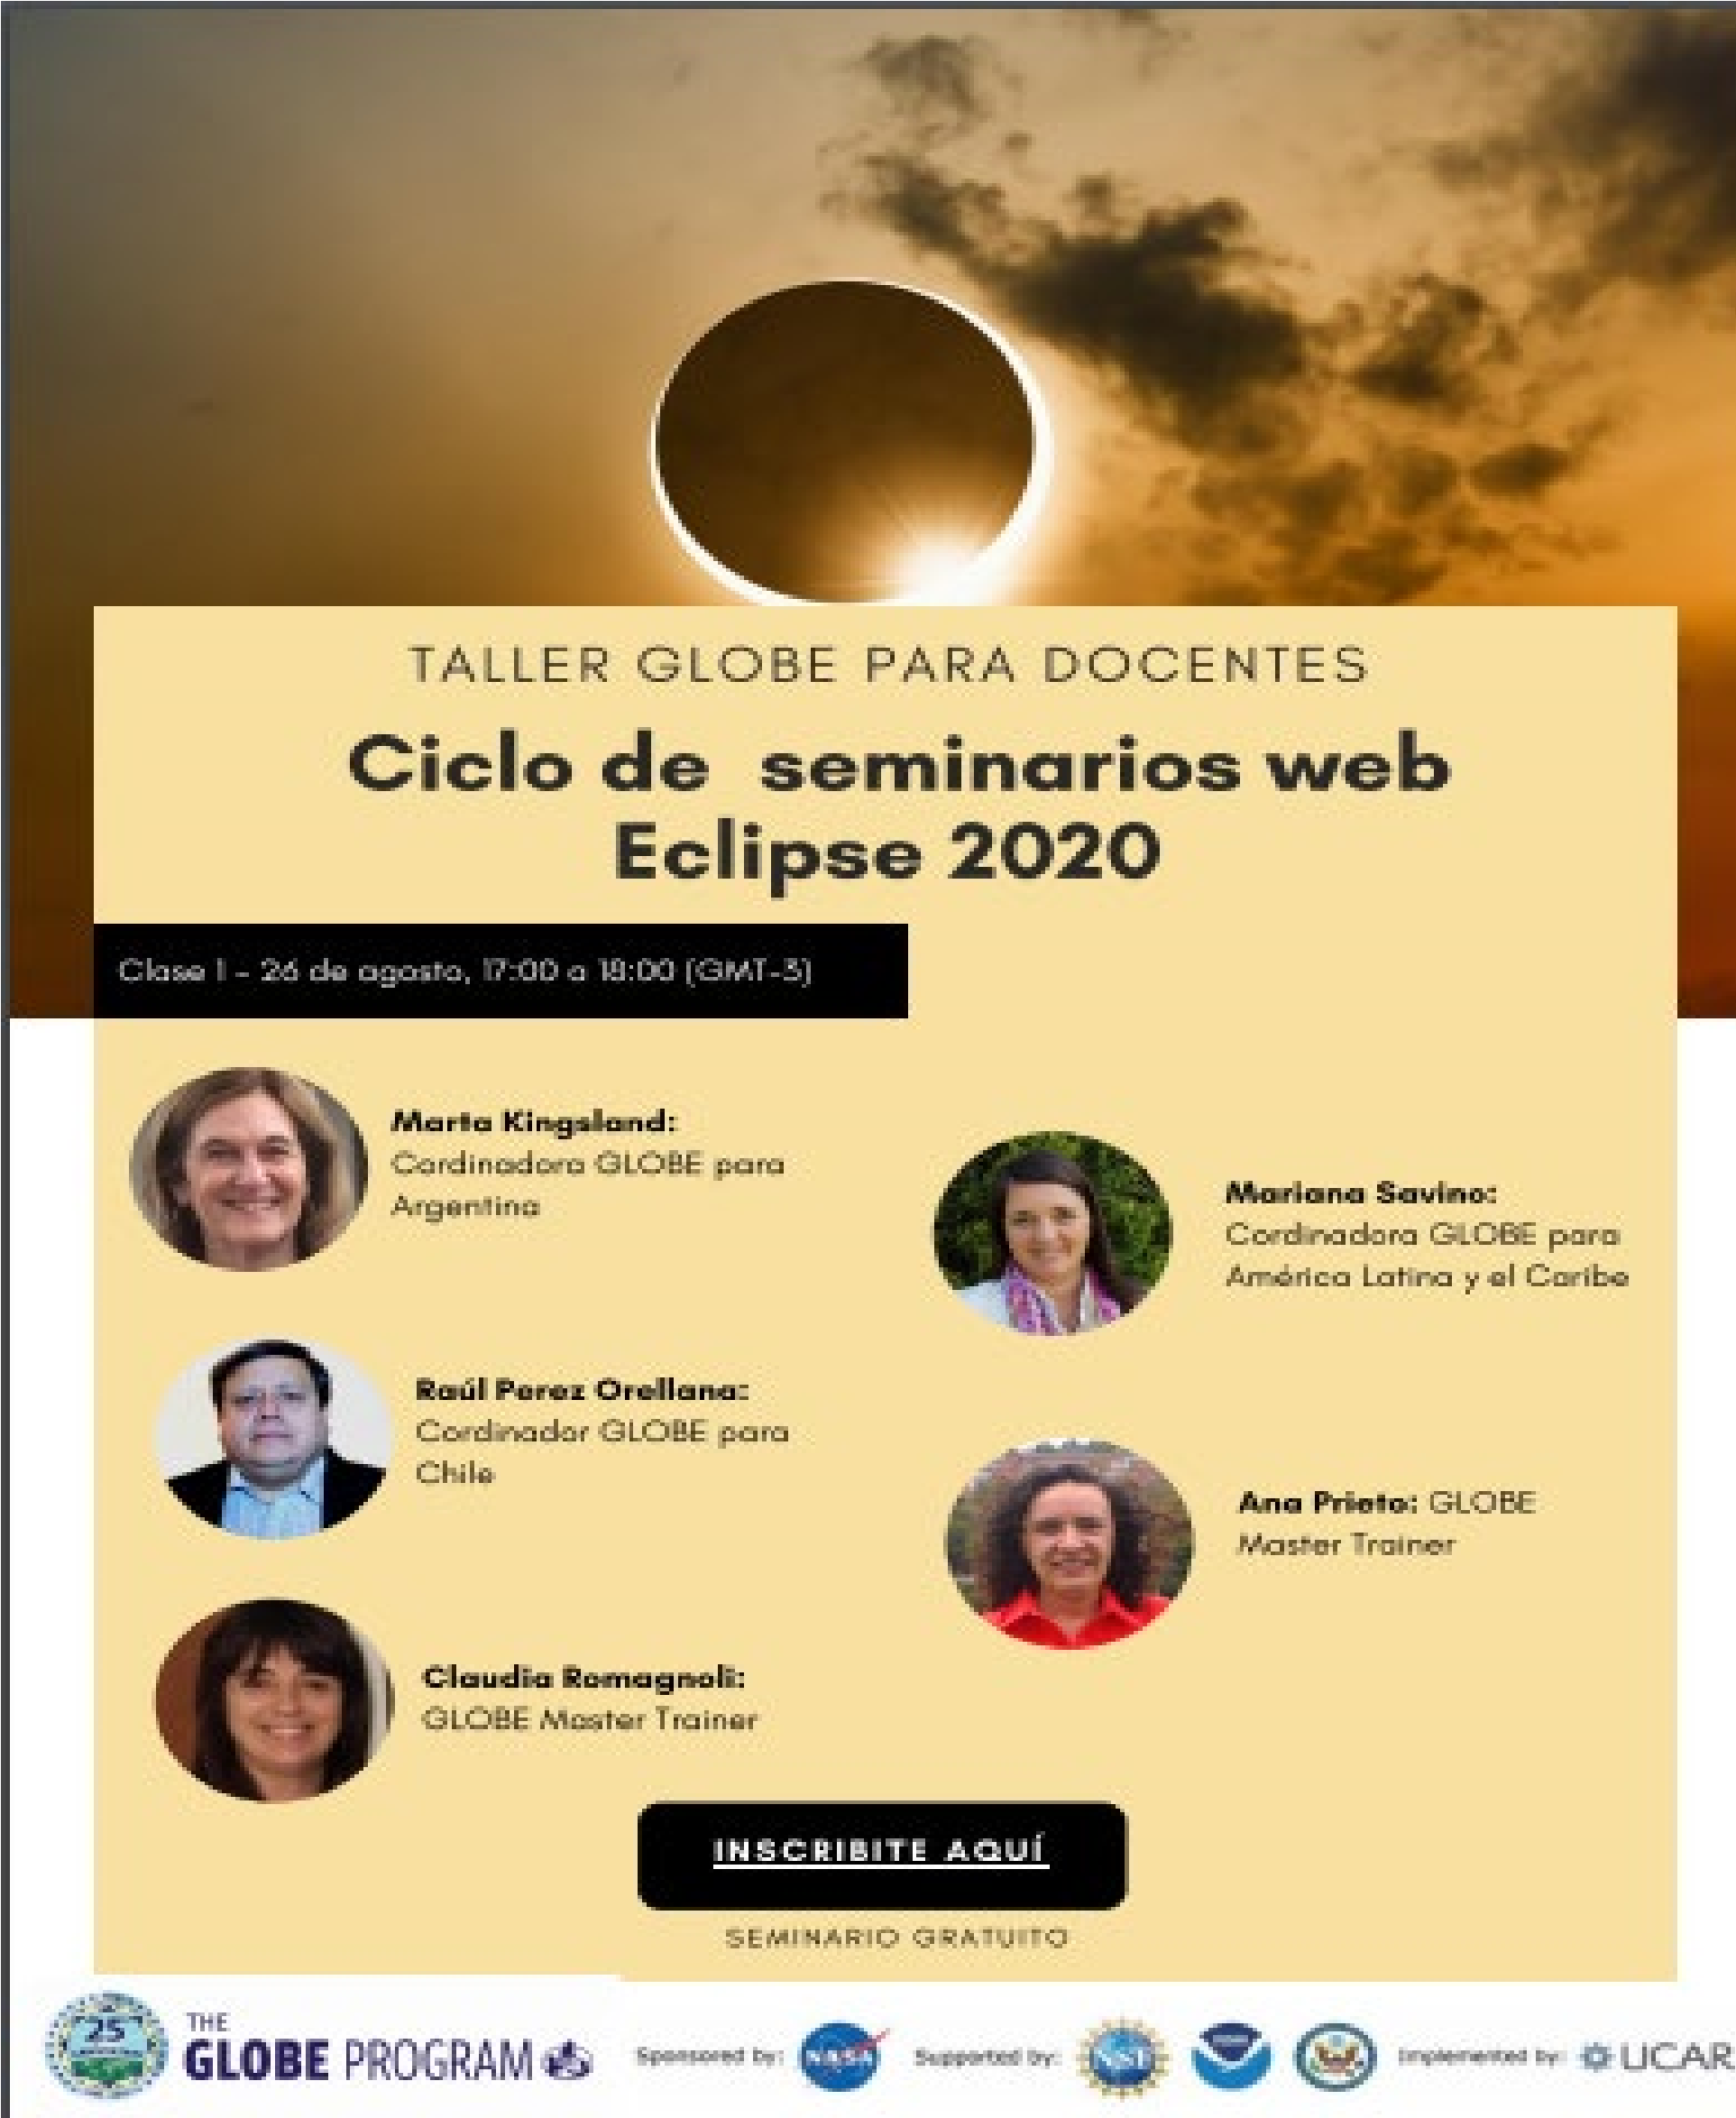 TALLER GLOBE PARA DOCENTES
Ciclo de seminarios web
Eclipse 2020
Clase 1 - 26 de agosto, 17:00 a 18:00 (GMT-3)
Marta Kingsland:
Cordinadora GLOBE para
Argentina
Mariana Savino:
Cordinadora GLOBE para
América Latina y el Caribe
Raúl Perez Orellana:
Cordinador GLOBE para
Chile
Ana Prieto: GLOBE
Master Trainer
Claudia Romagnoli:
GLOBE Master Trainer
INSCRIBITE AQUÍ
SEMINARIO GRATUITO
25
THE
GLOBE PROGRAM
Sponsored by:
NASA
Supported by:
NSF
Implemented by:
UCAR